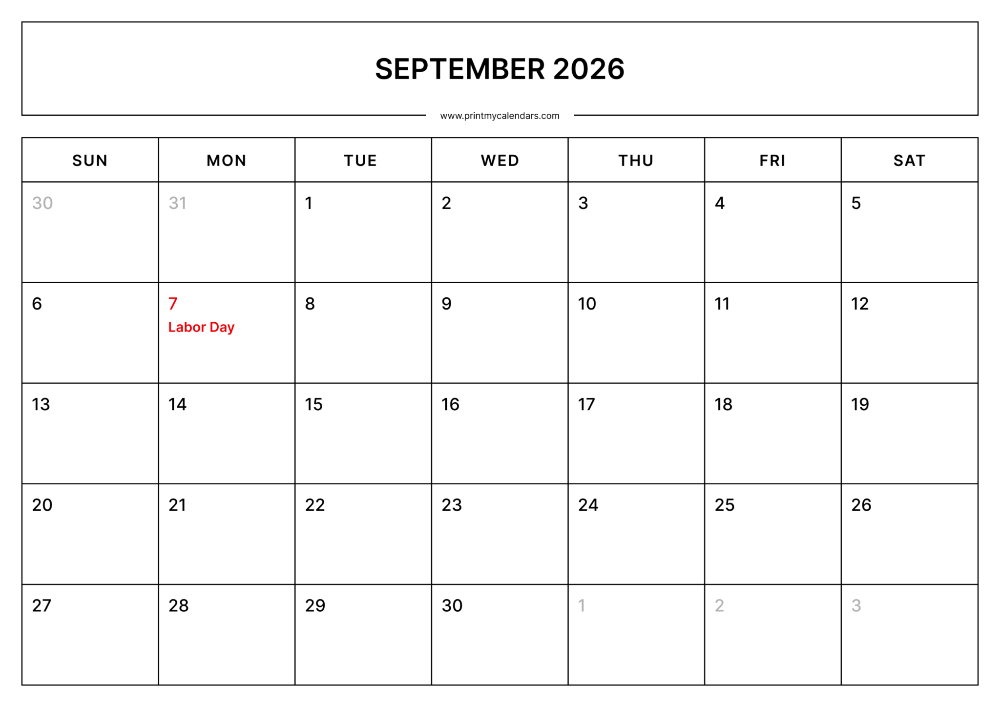 SEPTEMBER 2026
www.printmycalendars.com
SUN MON TUE WED THU FRI SAT
30 31 1 2 3 4 5
6 7 8 9 10 11 12
Labor Day
13 14 15 16 17 18 19
20 21 22 23 24 25 26
27 28 29 30 1 2 3